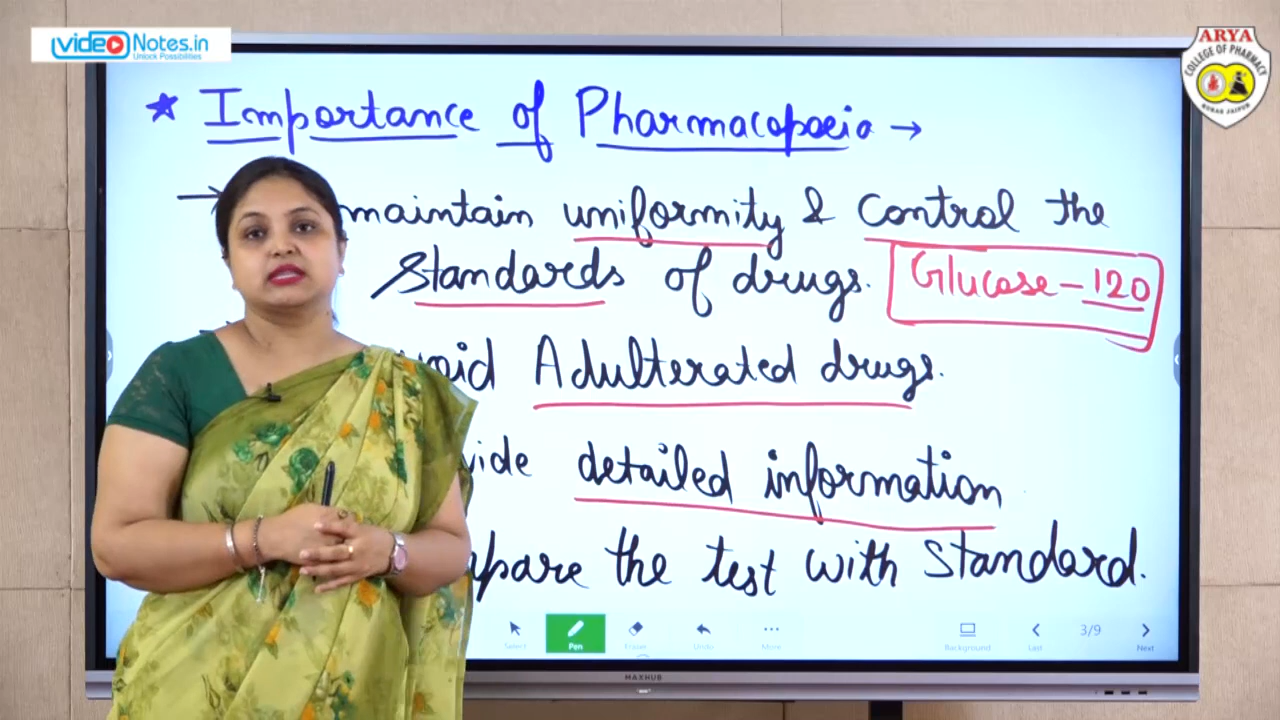 videoNotes.in
Unlock Possibilities
ARYA
COLLEGE OF PHARMACY
KUKAS JAIPUR
★ Importance of Pharmacopoeia →
→ maintain uniformity & Control the
Standards of drugs. Glucose - 120
Adulterated drugs.
detailed information
the test with Standard.
Select Pen Eraser Undo More Background Last 3/9 Next
MAXHUB